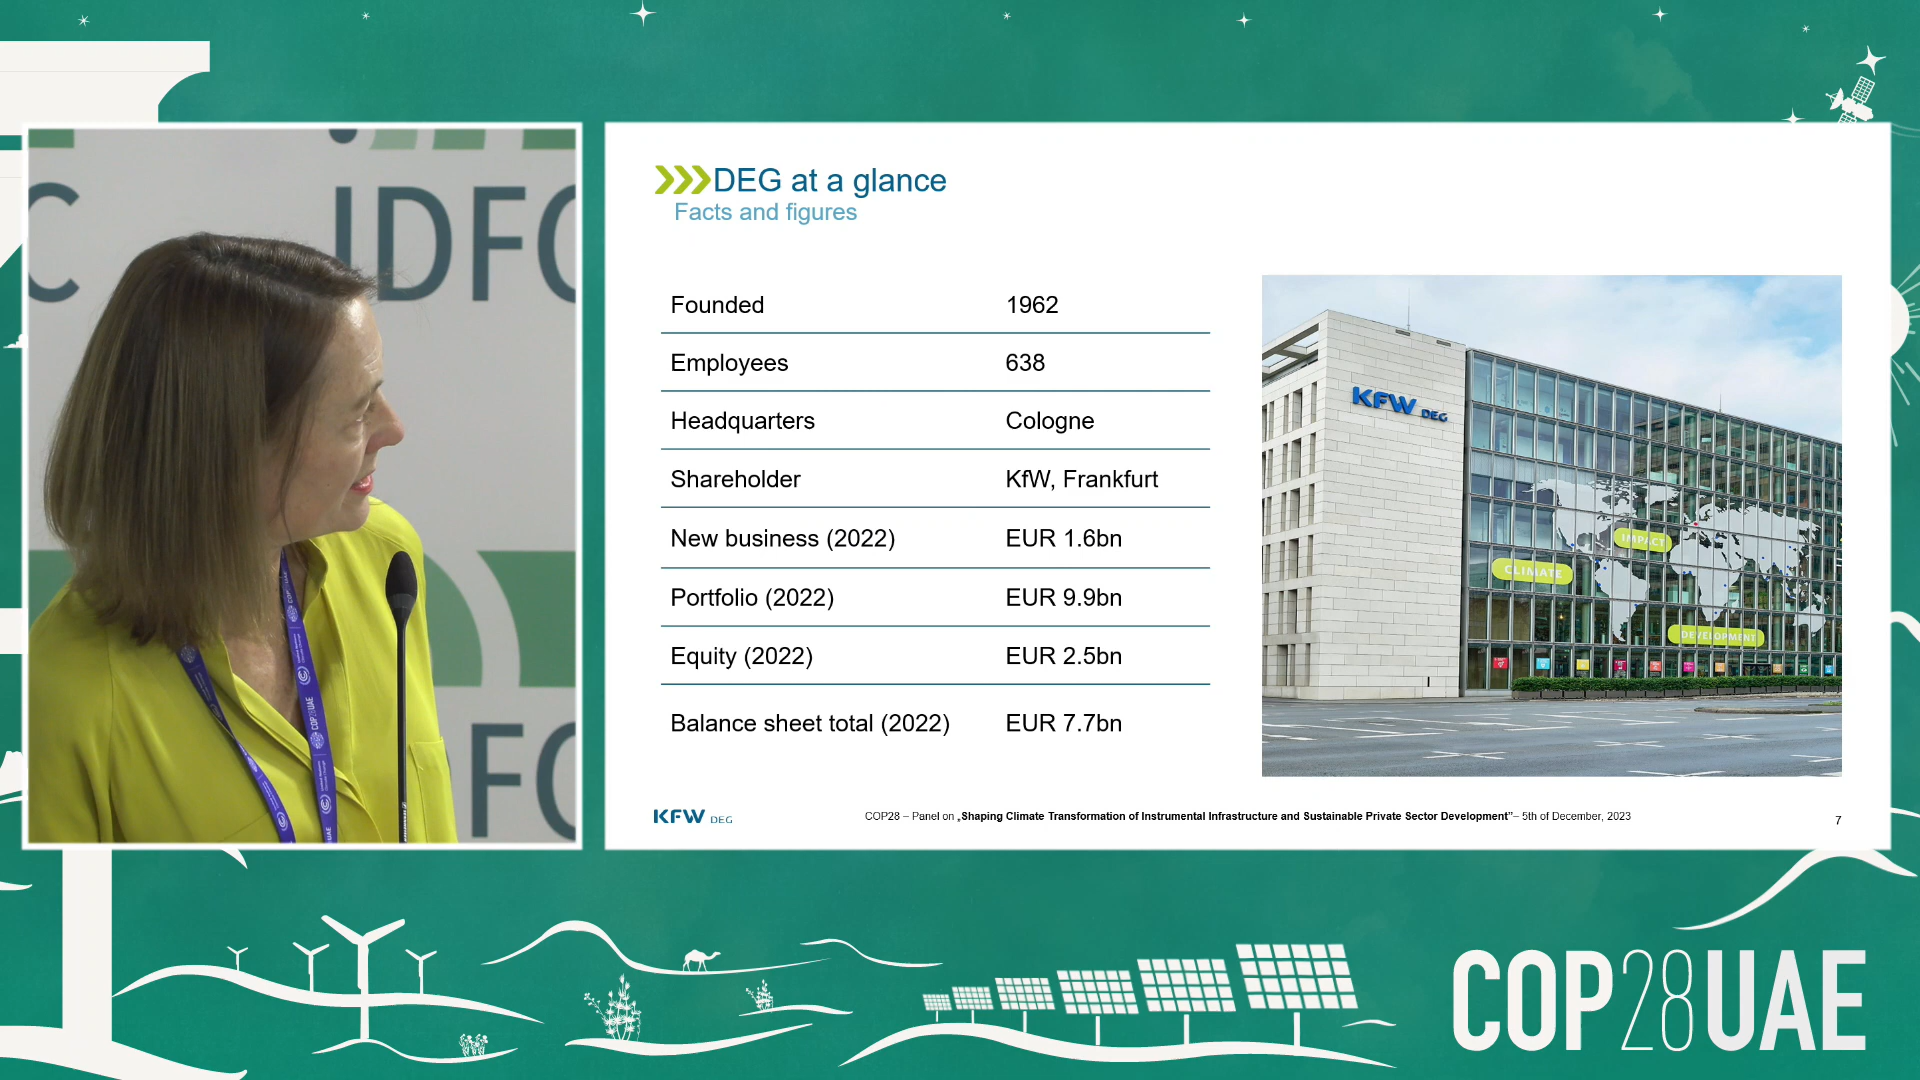 C
IDFC
FC
DEG at a glance
Facts and figures
Founded 1962
Employees 638
Headquarters Cologne
Shareholder KfW, Frankfurt
New business (2022) EUR 1.6bn
Portfolio (2022) EUR 9.9bn
Equity (2022) EUR 2.5bn
Balance sheet total (2022) EUR 7.7bn
KFW DEG
IMPACT
CLIMATE
DEVELOPMENT
KFW DEG
COP28 – Panel on „Shaping Climate Transformation of Instrumental Infrastructure and Sustainable Private Sector Development”– 5th of December, 2023
7
COP28UAE
COP28UAE